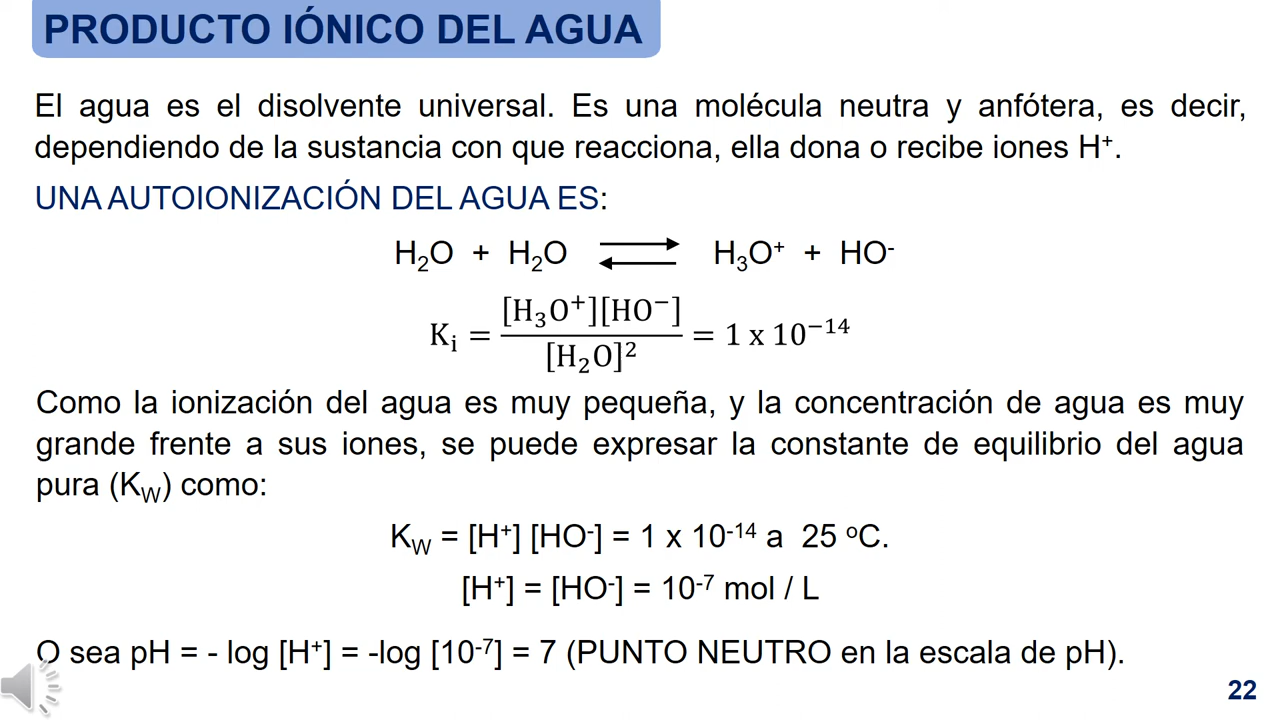 PRODUCTO IÓNICO DEL AGUA
El agua es el disolvente universal. Es una molécula neutra y anfótera, es decir,
dependiendo de la sustancia con que reacciona, ella dona o recibe iones H⁺.
UNA AUTOIONIZACIÓN DEL AGUA ES:
H₂O + H₂O ⇌ H₃O⁺ + HO⁻
Kᵢ = [H₃O⁺][HO⁻] / [H₂O]² = 1 x 10⁻¹⁴
Como la ionización del agua es muy pequeña, y la concentración de agua es muy
grande frente a sus iones, se puede expresar la constante de equilibrio del agua
pura (K_W) como:
K_W = [H⁺] [HO⁻] = 1 x 10⁻¹⁴ a 25 ºC.
[H⁺] = [HO⁻] = 10⁻⁷ mol / L
O sea pH = - log [H⁺] = -log [10⁻⁷] = 7 (PUNTO NEUTRO en la escala de pH).
22